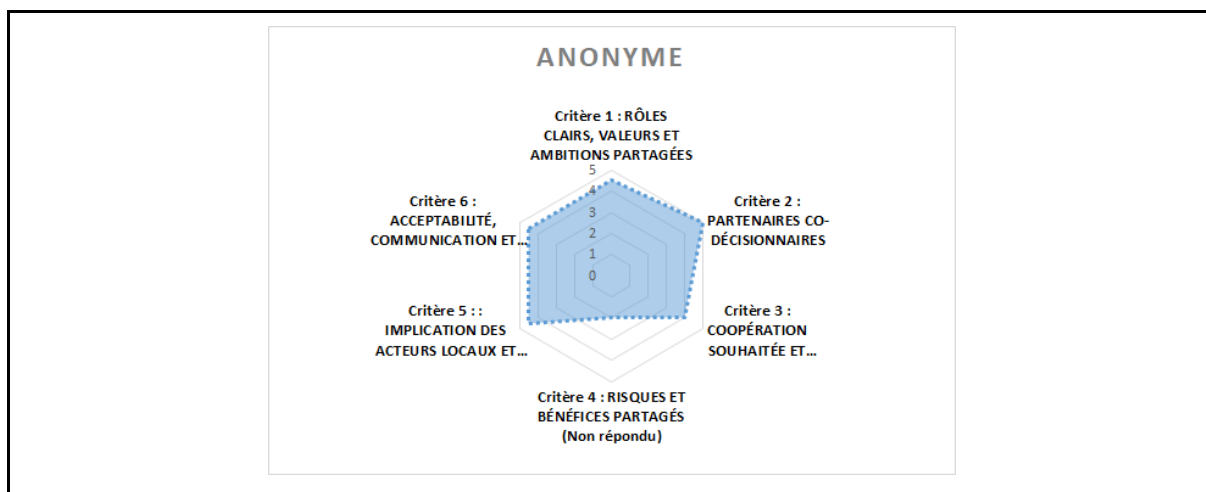 ANONYME
Critère 1 : RÔLES
CLAIRS, VALEURS ET
AMBITIONS PARTAGÉES
5
4
3
2
1
0
Critère 2 :
PARTENAIRES CO-
DÉCISIONNAIRES
Critère 3 :
COOPÉRATION
SOUHAITÉE ET...
Critère 4 : RISQUES ET
BÉNÉFICES PARTAGÉS
(Non répondu)
Critère 5 : :
IMPLICATION DES
ACTEURS LOCAUX ET...
Critère 6 :
ACCEPTABILITÉ,
COMMUNICATION ET...